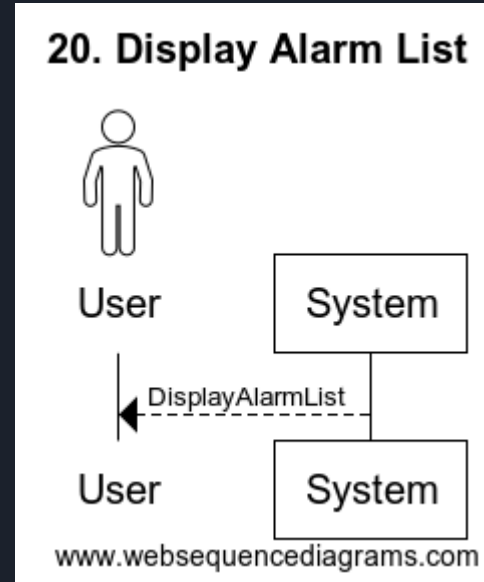 20. Display Alarm List
User
System
DisplayAlarmList
User
System
www.websequencediagrams.com